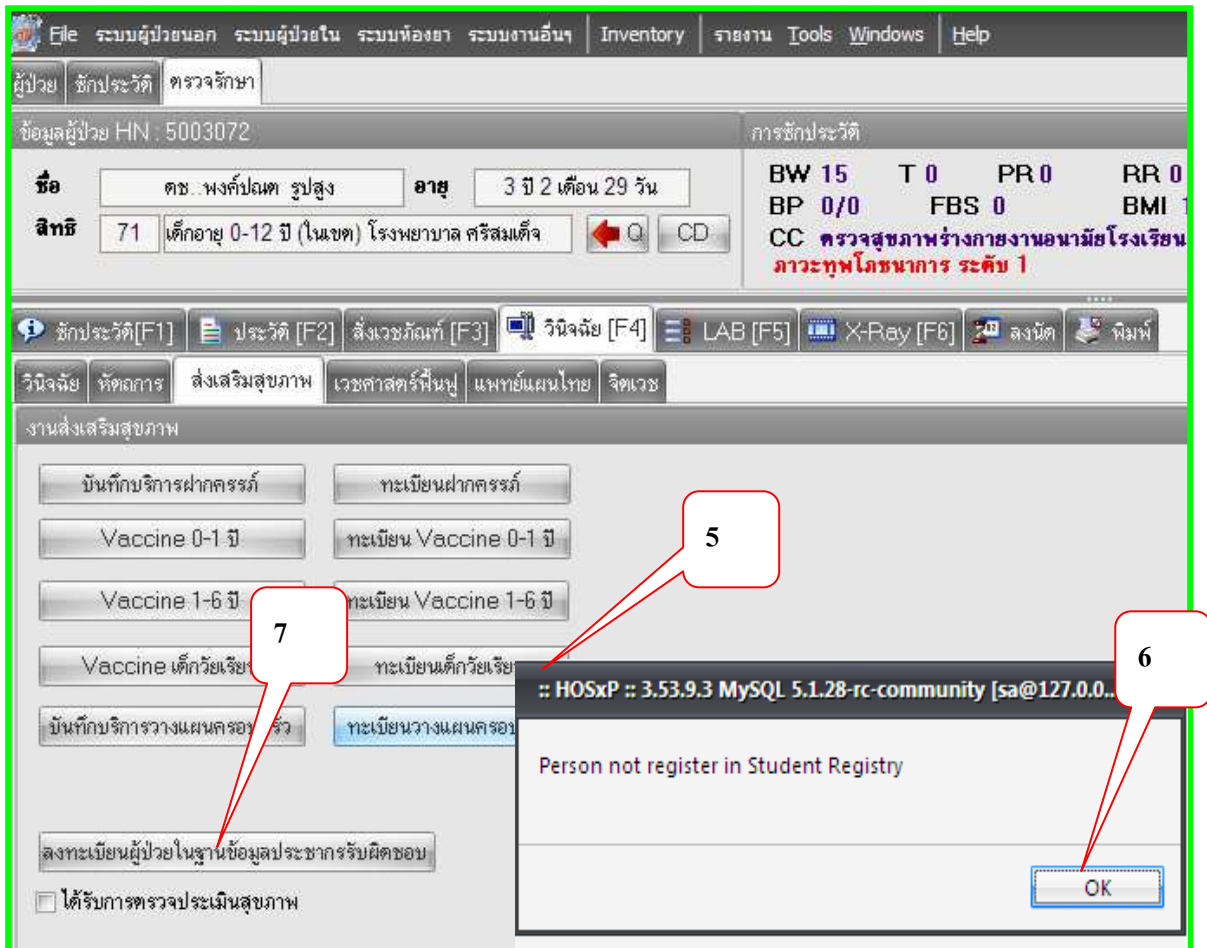 File ระบบผู้ป่วยนอก ระบบผู้ป่วยใน ระบบห้องยา ระบบงานอื่นๆ Inventory รายงาน Tools Windows Help
ผู้ป่วย ซักประวัติ ตรวจรักษา
ข้อมูลผู้ป่วย HN : 5003072 การซักประวัติ
ชื่อ ดช..พงศ์ปณต รูปสูง อายุ 3 ปี 2 เดือน 29 วัน
BW 15 T 0 PR 0 RR 0
BP 0/0 FBS 0 BMI 1
สิทธิ 71 เด็กอายุ 0-12 ปี (ในเขต) โรงพยาบาล ศรีสมเด็จ Q CD
CC ตรวจสุขภาพร่างกายงานอนามัยโรงเรียน
ภาวะทุพโภชนาการ ระดับ 1
ซักประวัติ[F1] ประวัติ [F2] สั่งเวชภัณฑ์ [F3] วินิจฉัย [F4] LAB [F5] X-Ray [F6] ลงนัด พิมพ์
วินิจฉัย หัตถการ ส่งเสริมสุขภาพ เวชศาสตร์ฟื้นฟู แพทย์แผนไทย จิตเวช
งานส่งเสริมสุขภาพ
บันทึกบริการฝากครรภ์ ทะเบียนฝากครรภ์
Vaccine 0-1 ปี ทะเบียน Vaccine 0-1 ปี
5
Vaccine 1-6 ปี ทะเบียน Vaccine 1-6 ปี
7
6
Vaccine เด็กวัยเรียน ทะเบียนเด็กวัยเรียน
:: HOSxP :: 3.53.9.3 MySQL 5.1.28-rc-community [sa@127.0.0..
บันทึกบริการวางแผนครอบครัว ทะเบียนวางแผนครอบ
Person not register in Student Registry
ลงทะเบียนผู้ป่วยในฐานข้อมูลประชากรรับผิดชอบ
OK
ได้รับการตรวจประเมินสุขภาพ